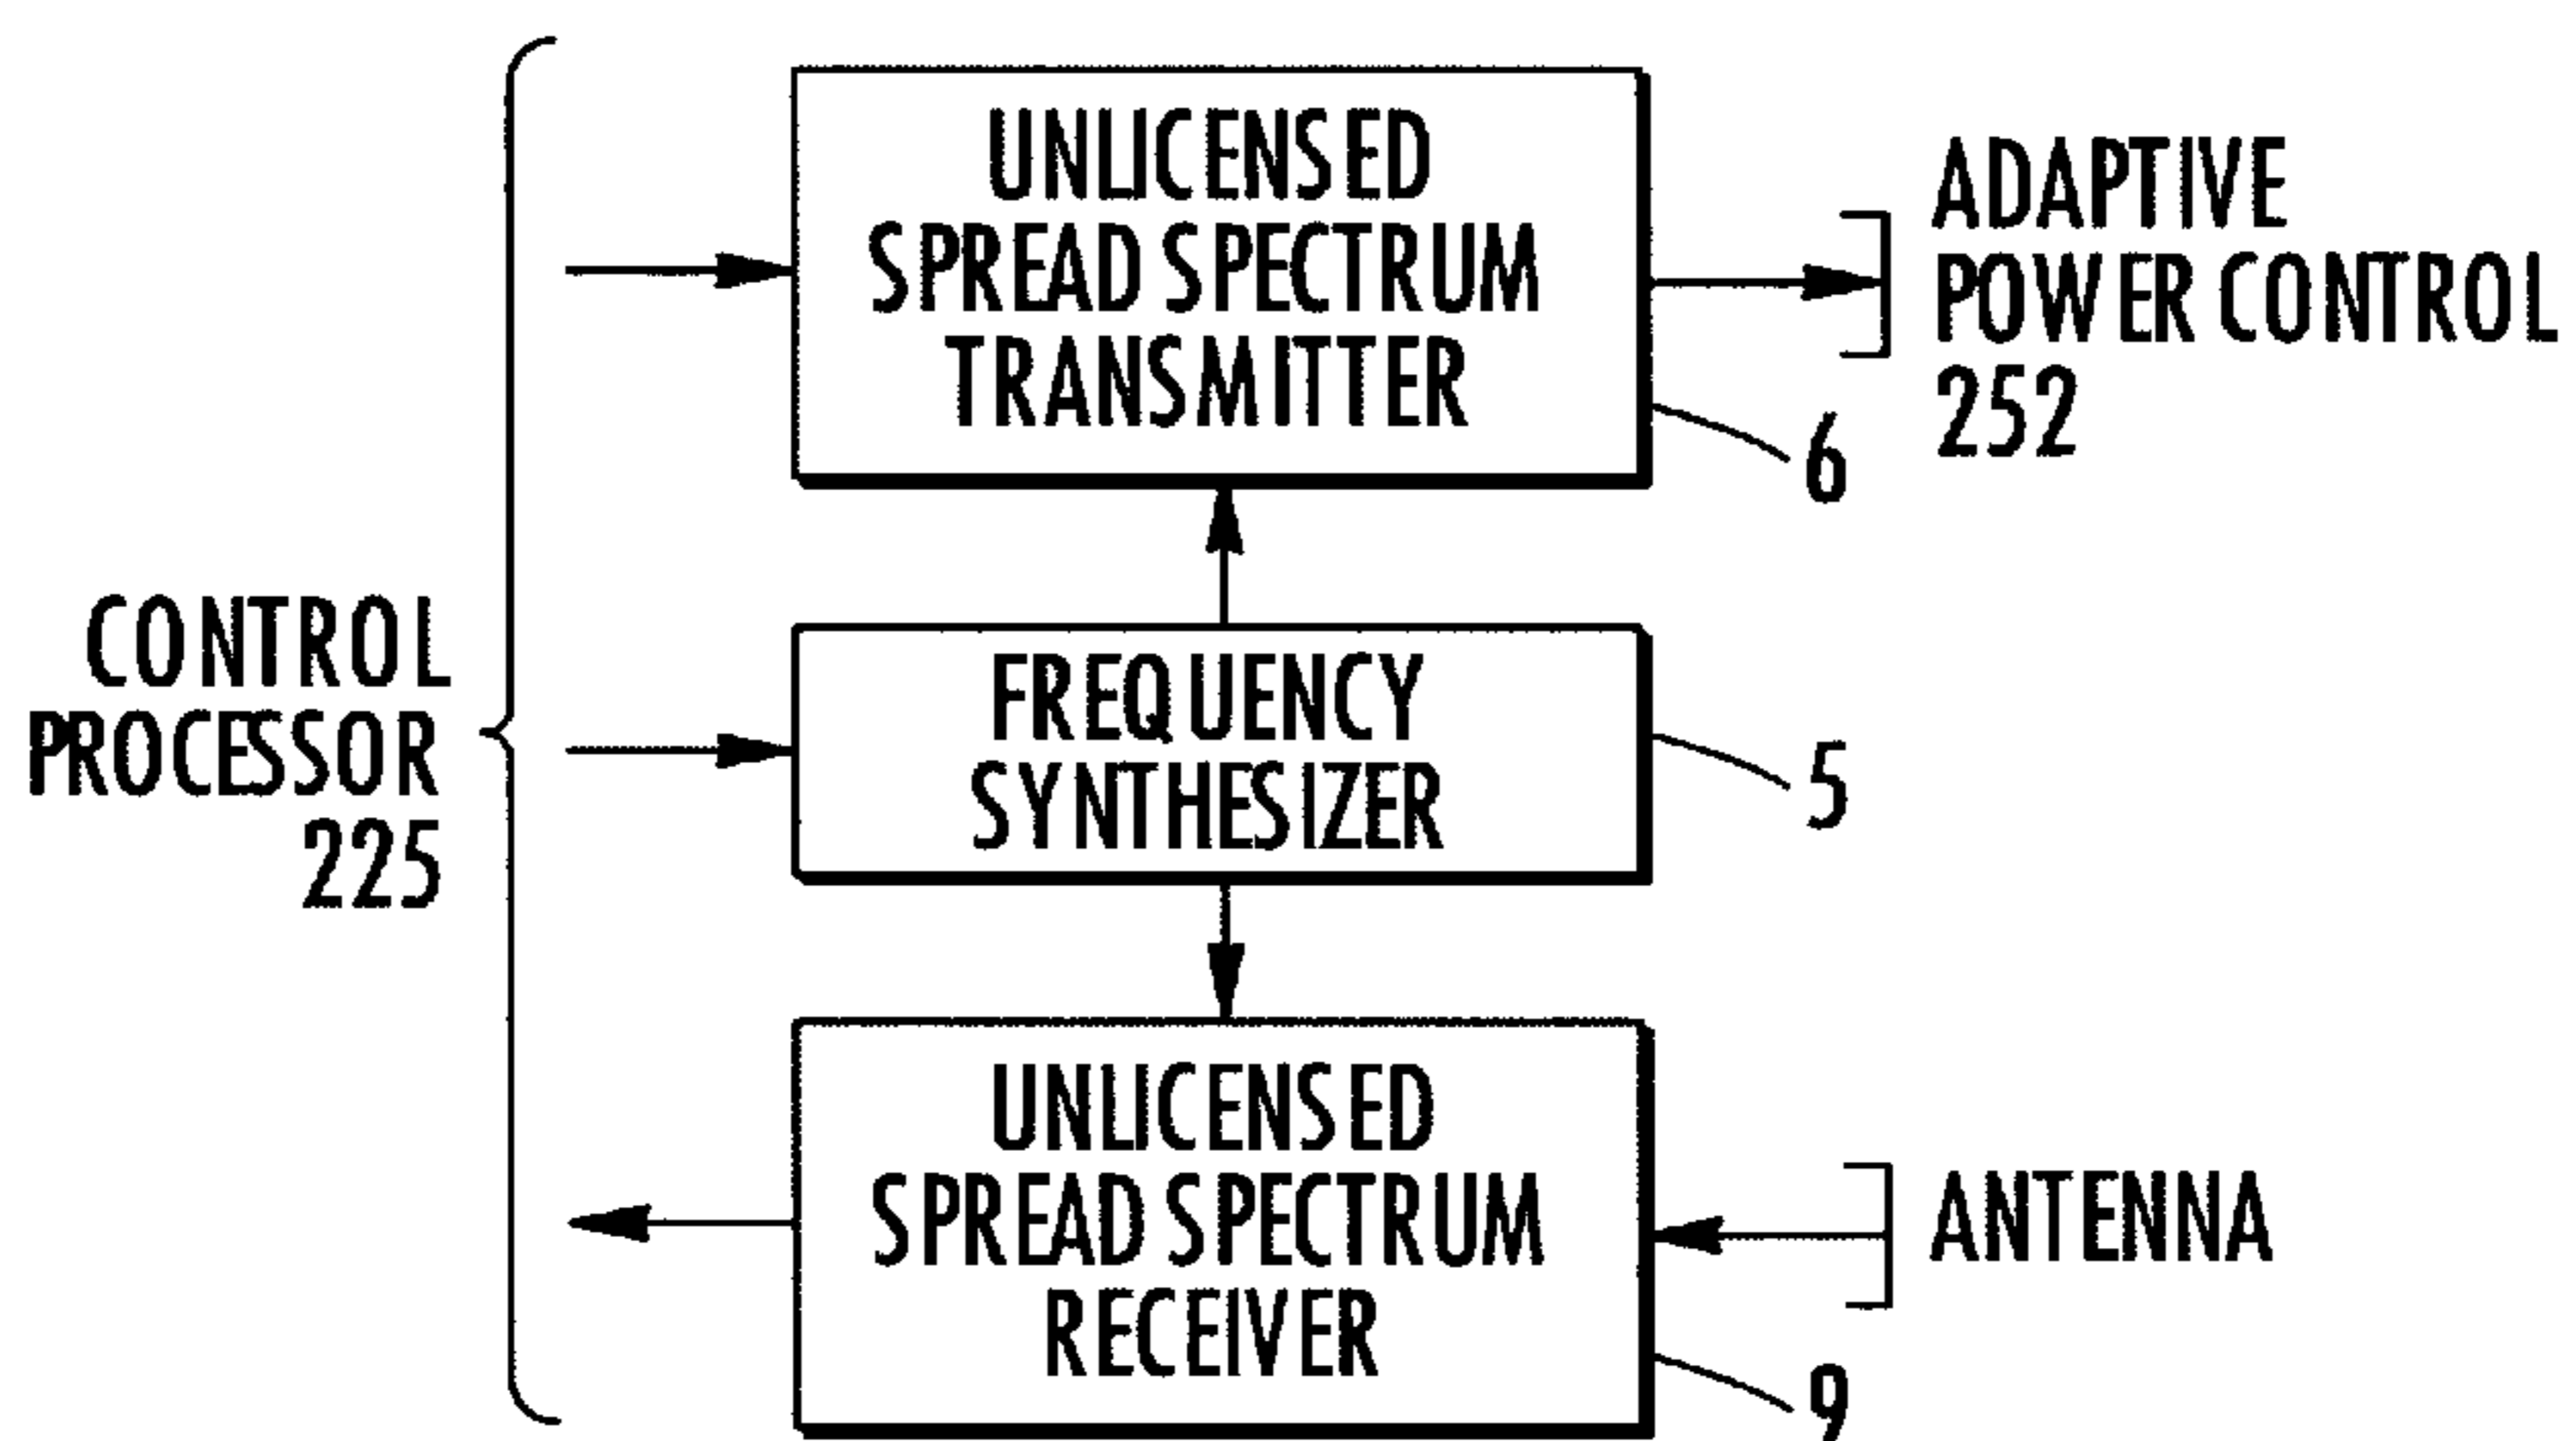 UNLICENSED
SPREAD SPECTRUM
TRANSMITTER
6
ADAPTIVE
POWER CONTROL
252
CONTROL
PROCESSOR
225
FREQUENCY
SYNTHESIZER
5
UNLICENSED
SPREAD SPECTRUM
RECEIVER
9
ANTENNA